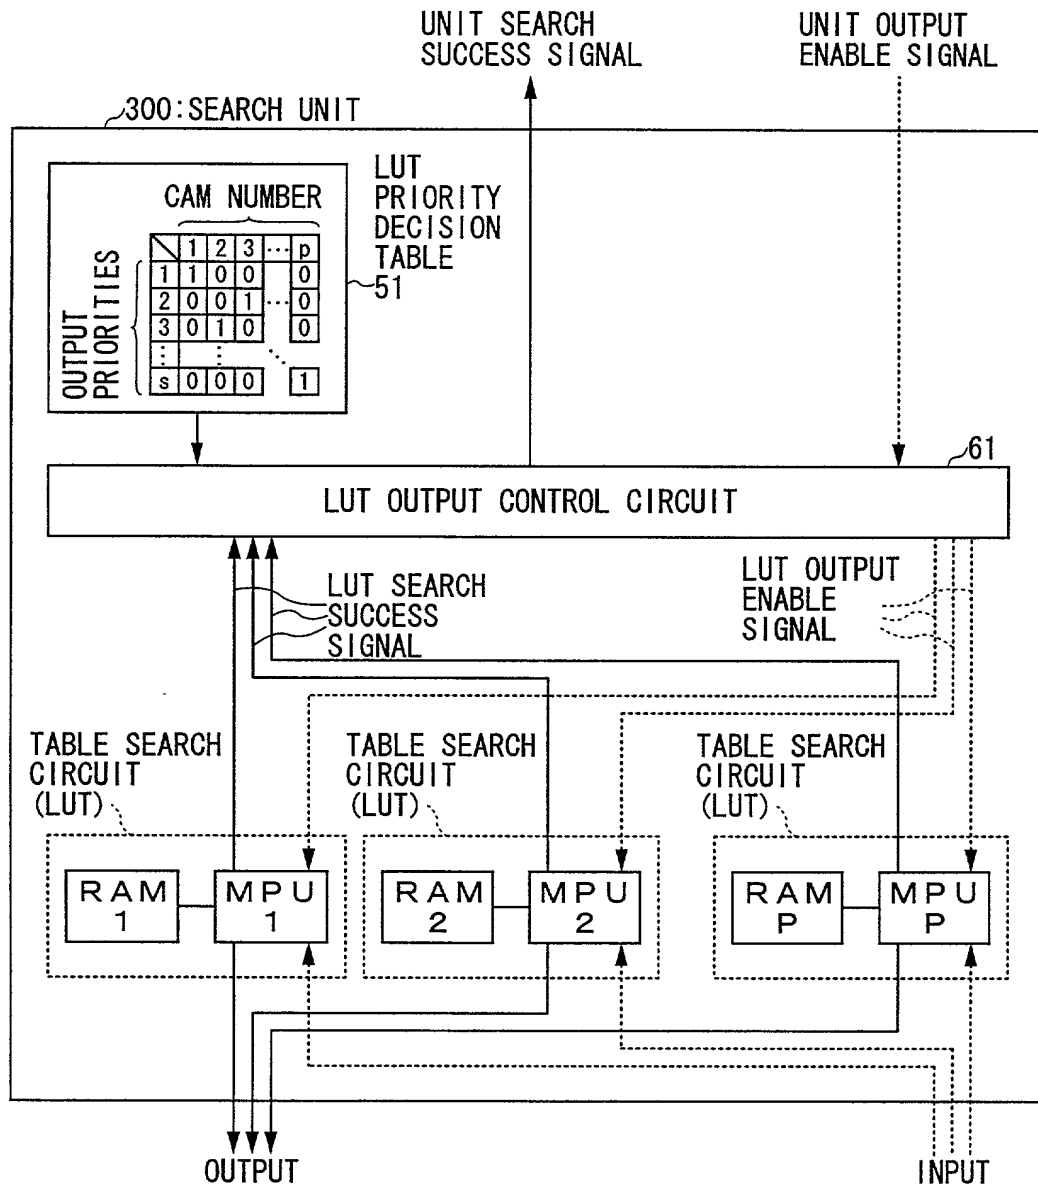 UNIT SEARCH
SUCCESS SIGNAL
UNIT OUTPUT
ENABLE SIGNAL
300:SEARCH UNIT
LUT
PRIORITY
DECISION
TABLE
51
CAM NUMBER
OUTPUT
PRIORITIES
1 2 3 ... p
1 1 0 0 0
2 0 0 1 ... 0
3 0 1 0 0
s 0 0 0 1
61
LUT OUTPUT CONTROL CIRCUIT
LUT SEARCH
SUCCESS
SIGNAL
LUT OUTPUT
ENABLE
SIGNAL
TABLE SEARCH
CIRCUIT
(LUT)
TABLE SEARCH
CIRCUIT
(LUT)
TABLE SEARCH
CIRCUIT
(LUT)
RAM
1
MPU
1
RAM
2
MPU
2
RAM
P
MPU
P
OUTPUT
INPUT